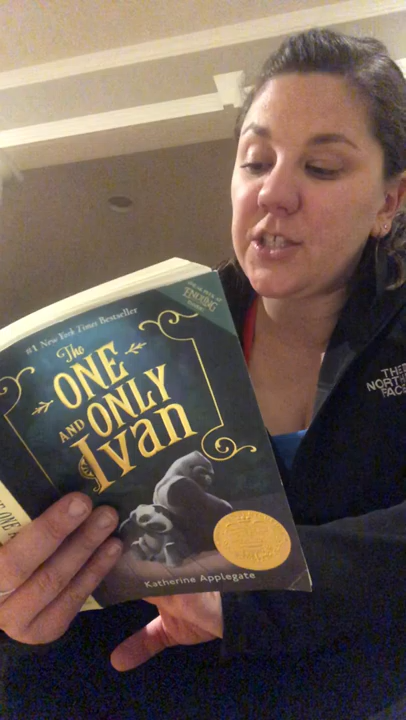 #1 New York Times Bestseller
The
ONE
AND ONLY
Ivan
Katherine Applegate
THE
NORTH
FACE